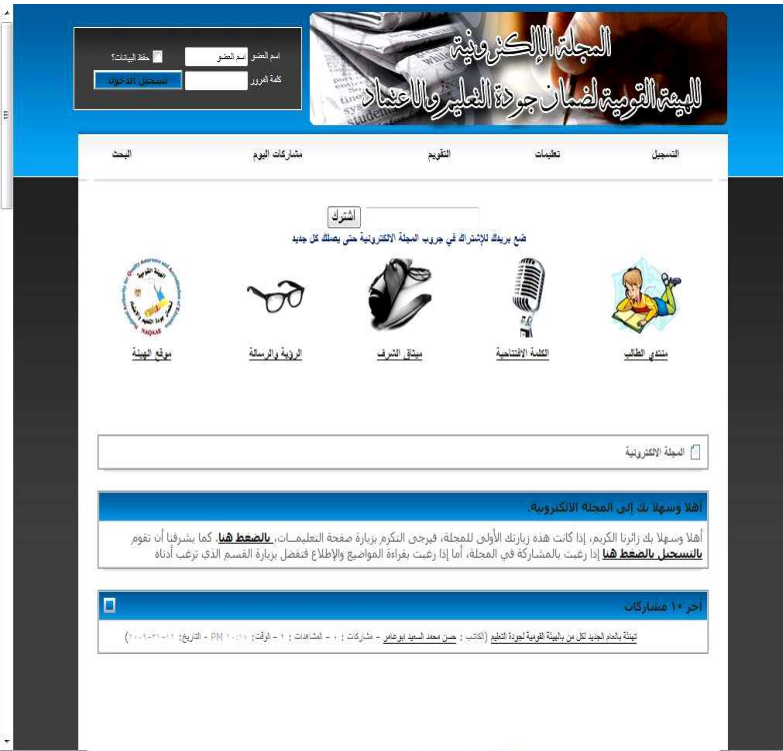 المجلة الإلكترونية
للهيئة القومية لضمان جودة التعليم والاعتماد
اسم العضو اسم العضو حفظ البيانات؟
كلمة المرور تسجيل الدخول
التسجيل تعليمات التقويم مشاركات اليوم البحث
اشترك
ضع بريدك للإشتراك في جروب المجلة الالكترونية حتى يصلك كل جديد
الهيئة القومية
NAQAAE
منتدي الطالب الكلمة الافتتاحية ميثاق الشرف الرؤية والرسالة موقع الهيئة
المجلة الالكترونية
أهلا وسهلا بك إلى المجلة الالكترونية.
أهلا وسهلا بك زائرنا الكريم، إذا كانت هذه زيارتك الأولى للمجلة، فيرجى التكرم بزيارة صفحة التعليمـــات، بالضغط هنا. كما يشرفنا أن تقوم
بالتسجيل بالضغط هنا إذا رغبت بالمشاركة في المجلة، أما إذا رغبت بقراءة المواضيع والإطلاع فتفضل بزيارة القسم الذي ترغب أدناه
آخر ١٠ مشاركات
تهنئة بالعام الجديد لكل من بالهيئة القومية لجودة التعليم (الكاتب : حسن محمد السعيد ابوعامر - مشاركات : ٠ - المشاهدات : ١ - الوقت: ١٠:١٧ PM - التاريخ: ٣١-١٢-٢٠٠٩)